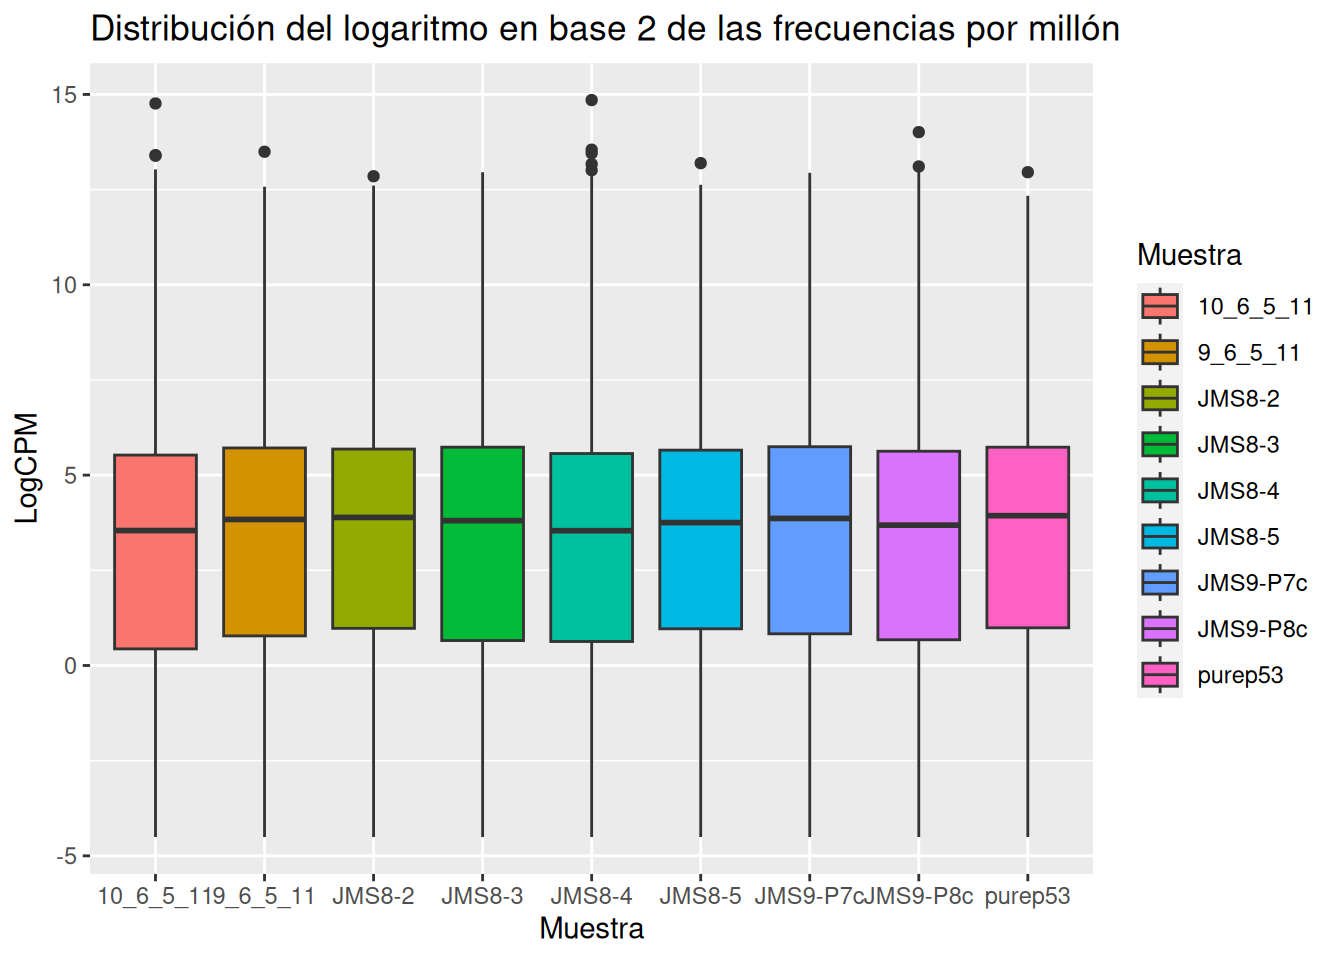 Distribución del logaritmo en base 2 de las frecuencias por millón
LogCPM
15
10
5
0
-5
10_6_5_11 9_6_5_11 JMS8-2 JMS8-3 JMS8-4 JMS8-5 JMS9-P7c JMS9-P8c purep53
Muestra
Muestra
10_6_5_11
9_6_5_11
JMS8-2
JMS8-3
JMS8-4
JMS8-5
JMS9-P7c
JMS9-P8c
purep53